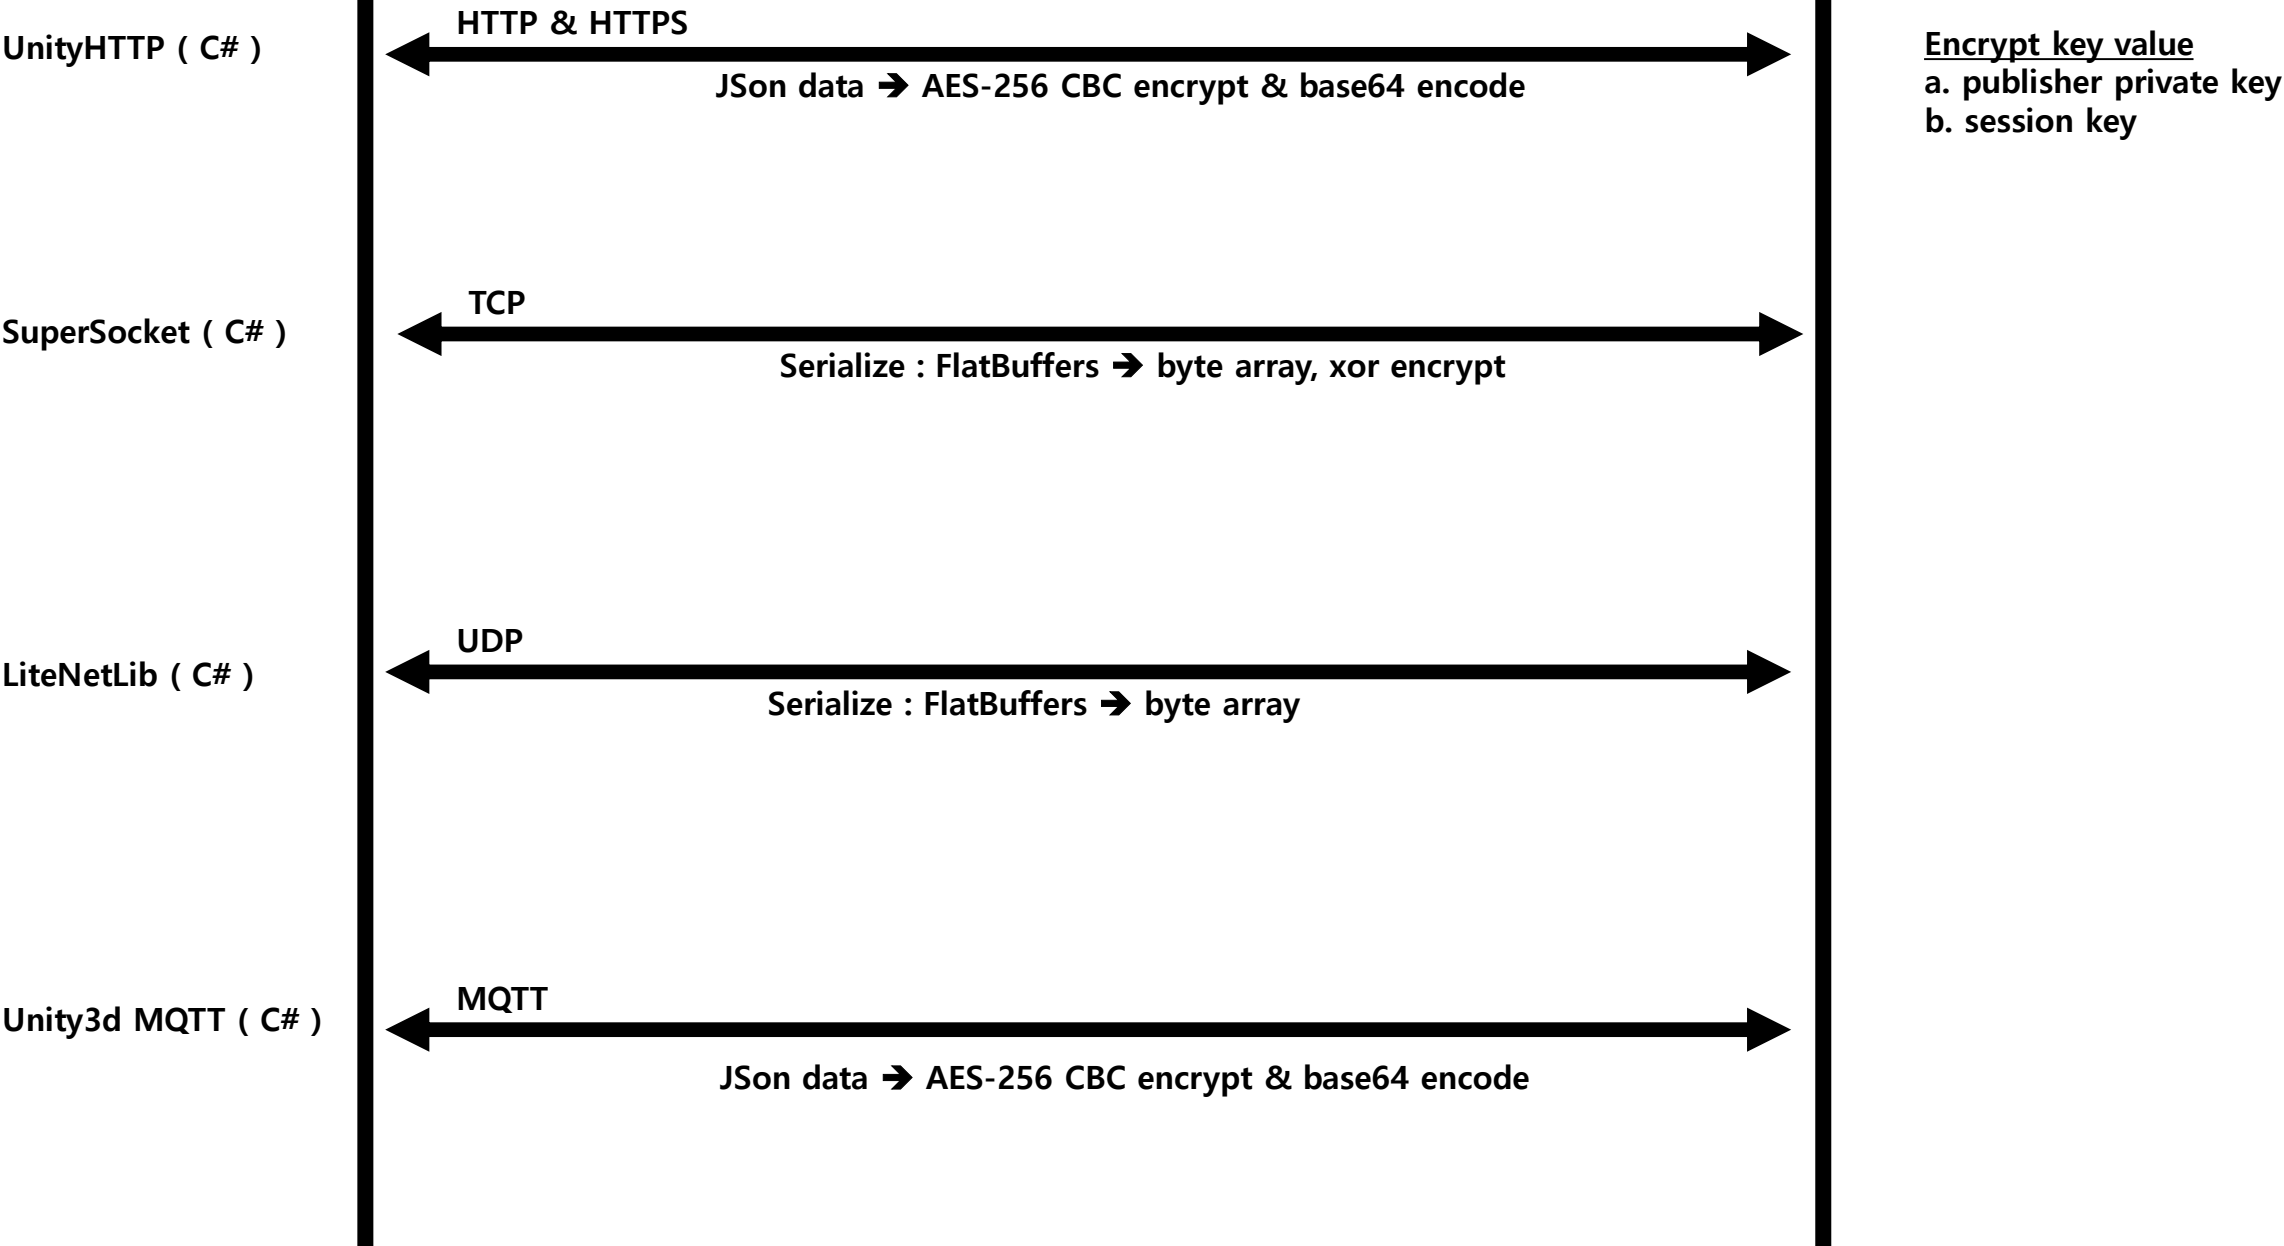 HTTP & HTTPS
UnityHTTP ( C# )
JSon data ➔ AES-256 CBC encrypt & base64 encode
Encrypt key value
a. publisher private key
b. session key
TCP
SuperSocket ( C# )
Serialize : FlatBuffers ➔ byte array, xor encrypt
UDP
LiteNetLib ( C# )
Serialize : FlatBuffers ➔ byte array
MQTT
Unity3d MQTT ( C# )
JSon data ➔ AES-256 CBC encrypt & base64 encode